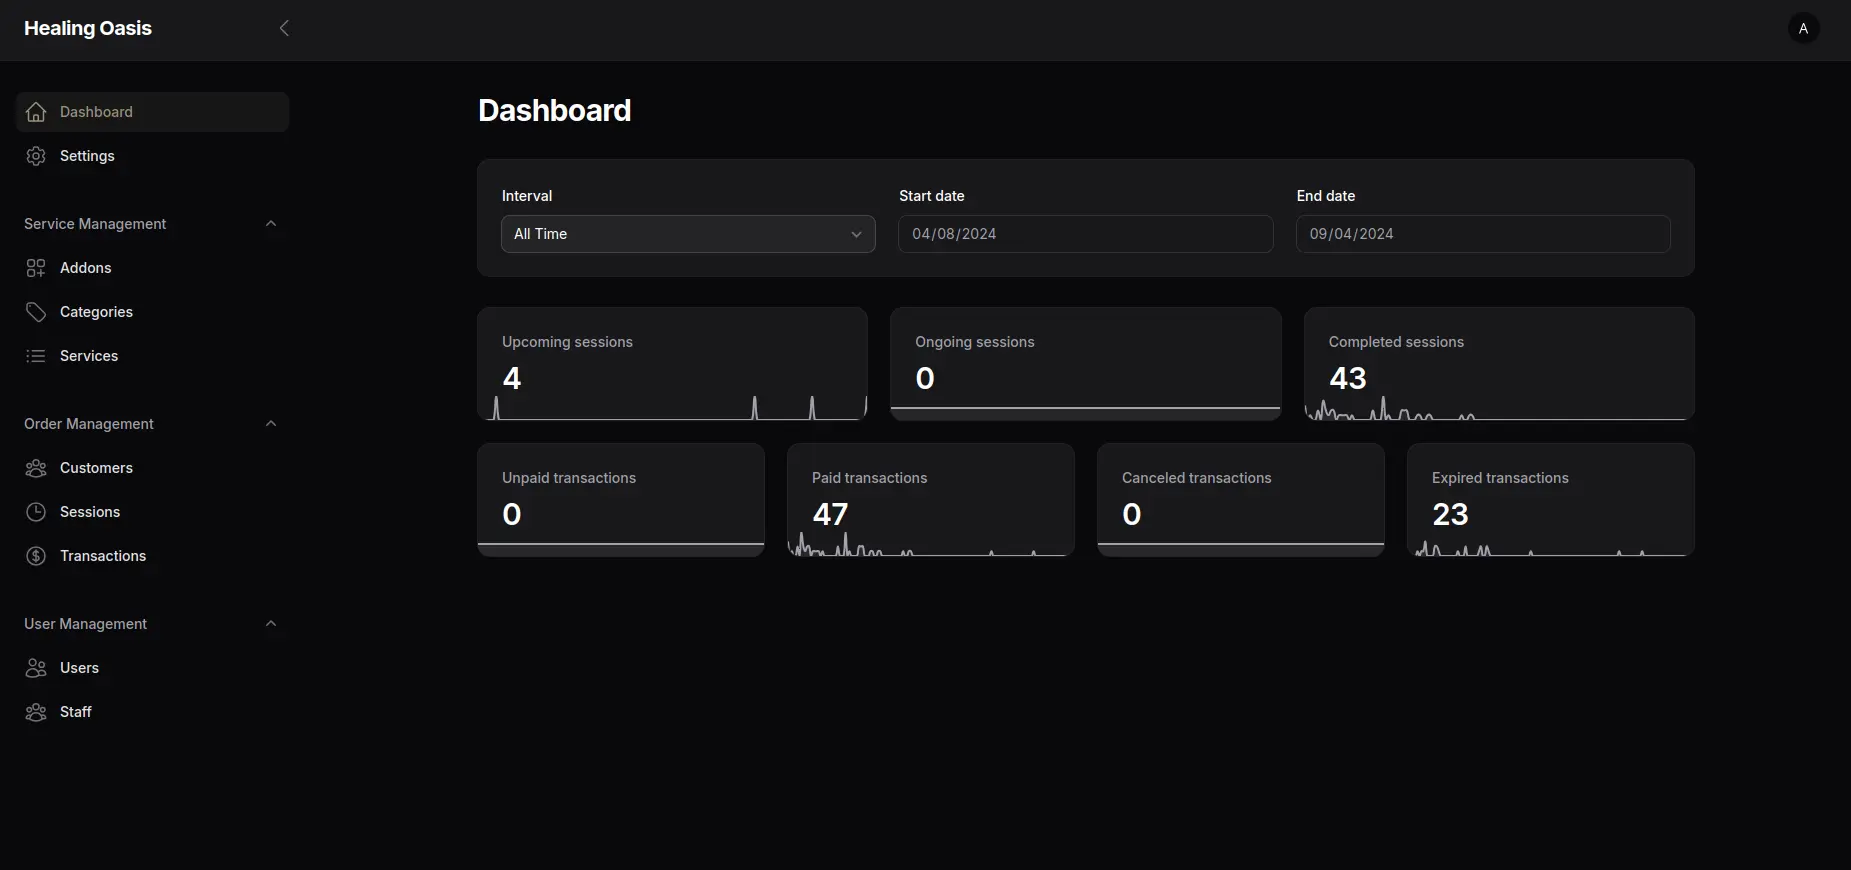 Healing Oasis
A
Dashboard
Settings
Service Management
Addons
Categories
Services
Order Management
Customers
Sessions
Transactions
User Management
Users
Staff
Dashboard
Interval
All Time
Start date
04/08/2024
End date
09/04/2024
Upcoming sessions
4
Ongoing sessions
0
Completed sessions
43
Unpaid transactions
0
Paid transactions
47
Canceled transactions
0
Expired transactions
23